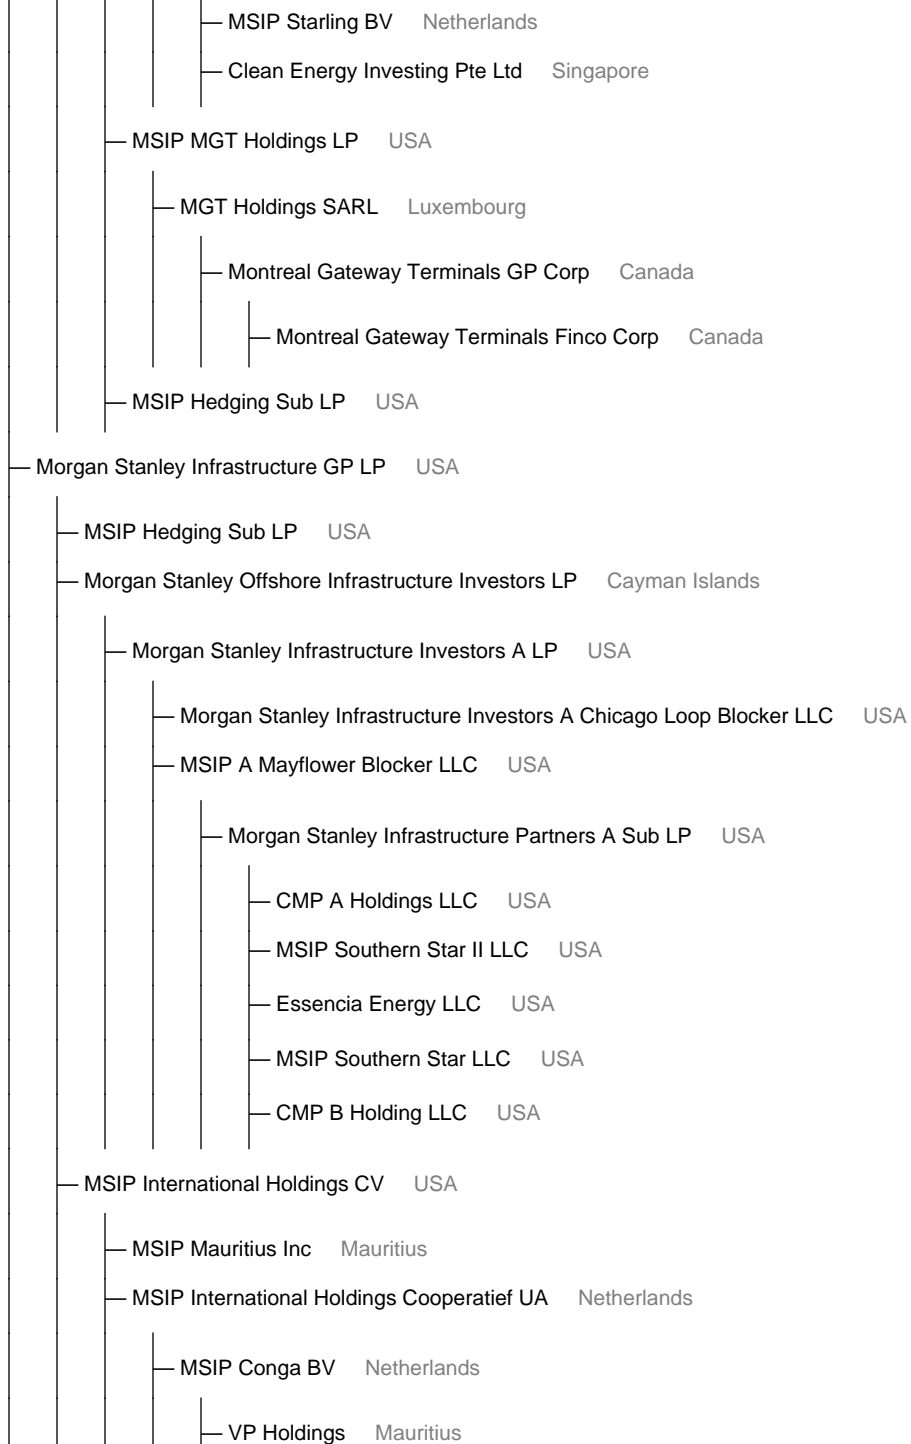 MSIP Starling BV Netherlands
Clean Energy Investing Pte Ltd Singapore
MSIP MGT Holdings LP USA
MGT Holdings SARL Luxembourg
Montreal Gateway Terminals GP Corp Canada
Montreal Gateway Terminals Finco Corp Canada
MSIP Hedging Sub LP USA
Morgan Stanley Infrastructure GP LP USA
MSIP Hedging Sub LP USA
Morgan Stanley Offshore Infrastructure Investors LP Cayman Islands
Morgan Stanley Infrastructure Investors A LP USA
Morgan Stanley Infrastructure Investors A Chicago Loop Blocker LLC USA
MSIP A Mayflower Blocker LLC USA
Morgan Stanley Infrastructure Partners A Sub LP USA
CMP A Holdings LLC USA
MSIP Southern Star II LLC USA
Essencia Energy LLC USA
MSIP Southern Star LLC USA
CMP B Holding LLC USA
MSIP International Holdings CV USA
MSIP Mauritius Inc Mauritius
MSIP International Holdings Cooperatief UA Netherlands
MSIP Conga BV Netherlands
VP Holdings Mauritius